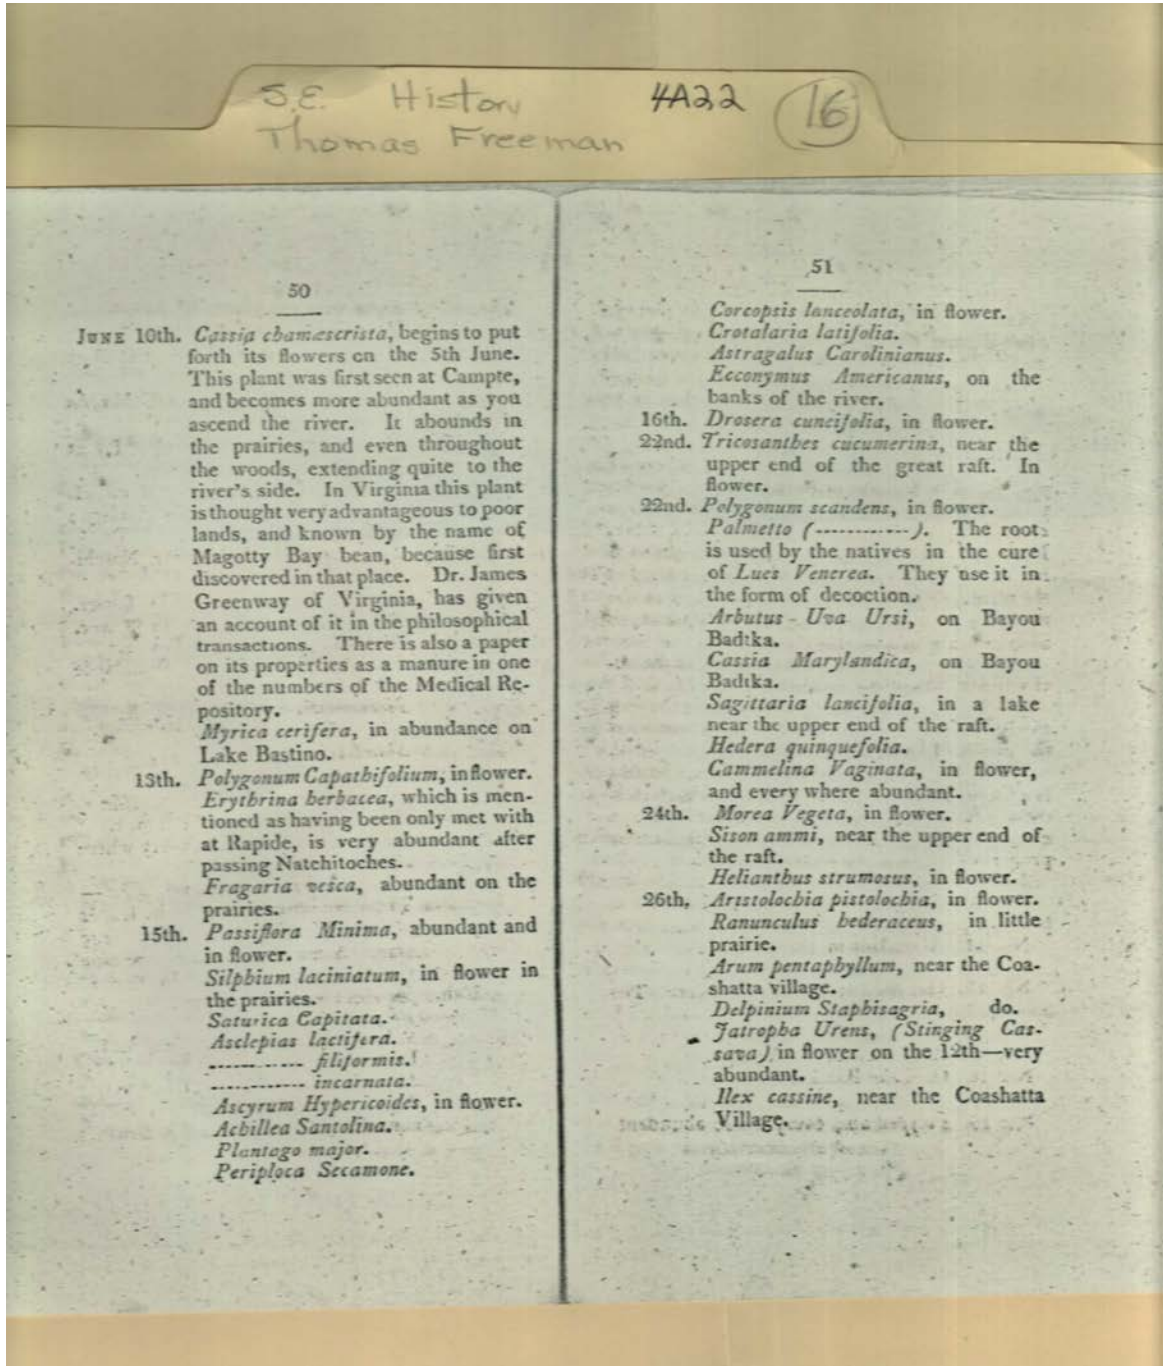 S.E. History 4A22 16
Thomas Freeman
50
JUNE 10th. Cassia chamæscrista, begins to put
forth its flowers on the 5th June.
This plant was first seen at Campte,
and becomes more abundant as you
ascend the river. It abounds in
the prairies, and even throughout
the woods, extending quite to the
river's side. In Virginia this plant
is thought very advantageous to poor
lands, and known by the name of
Magotty Bay bean, because first
discovered in that place. Dr. James
Greenway of Virginia, has given
an account of it in the philosophical
transactions. There is also a paper
on its properties as a manure in one
of the numbers of the Medical Re-
pository.
Myrica cerifera, in abundance on
Lake Bastino.
13th. Polygonum Capathifolium, in flower.
Erythrina herbacea, which is men-
tioned as having been only met with
at Rapide, is very abundant after
passing Natchitoches.
Fragaria vesca, abundant on the
prairies.
15th. Passiflora Minima, abundant and
in flower.
Silphium laciniatum, in flower in
the prairies.
Saturica Capitata.
Asclepias lactifera.
----------- filiformis.
------------ incarnata.
Ascyrum Hypericoides, in flower.
Achillea Santolina.
Plantago major.
Periploca Secamone.
51
Corcopsis lanceolata, in flower.
Crotalaria latifolia.
Astragalus Carolinianus.
Ecconymus Americanus, on the
banks of the river.
16th. Drosera cuneifolia, in flower.
22nd. Tricosanthes cucumerina, near the
upper end of the great raft. In
flower.
22nd. Polygonum scandens, in flower.
Palmetto (------------). The root
is used by the natives in the cure
of Lues Venerea. They use it in
the form of decoction.
Arbutus - Uva Ursi, on Bayou
Badtka.
Cassia Marylandica, on Bayou
Badtka.
Sagittaria lancifolia, in a lake
near the upper end of the raft.
Hedera quinquefolia.
Cammelina Vaginata, in flower,
and every where abundant.
24th. Morea Vegeta, in flower.
Sison ammi, near the upper end of
the raft.
Helianthus strumosus, in flower.
26th, Aristolochia pistolochia, in flower.
Ranunculus hederaceus, in little
prairie.
Arum pentaphyllum, near the Coa-
shatta village.
Delpinium Staphisagria, do.
Jatropha Urens, (Stinging Cas-
sava) in flower on the 12th—very
abundant.
Ilex cassine, near the Coashatta
Village.